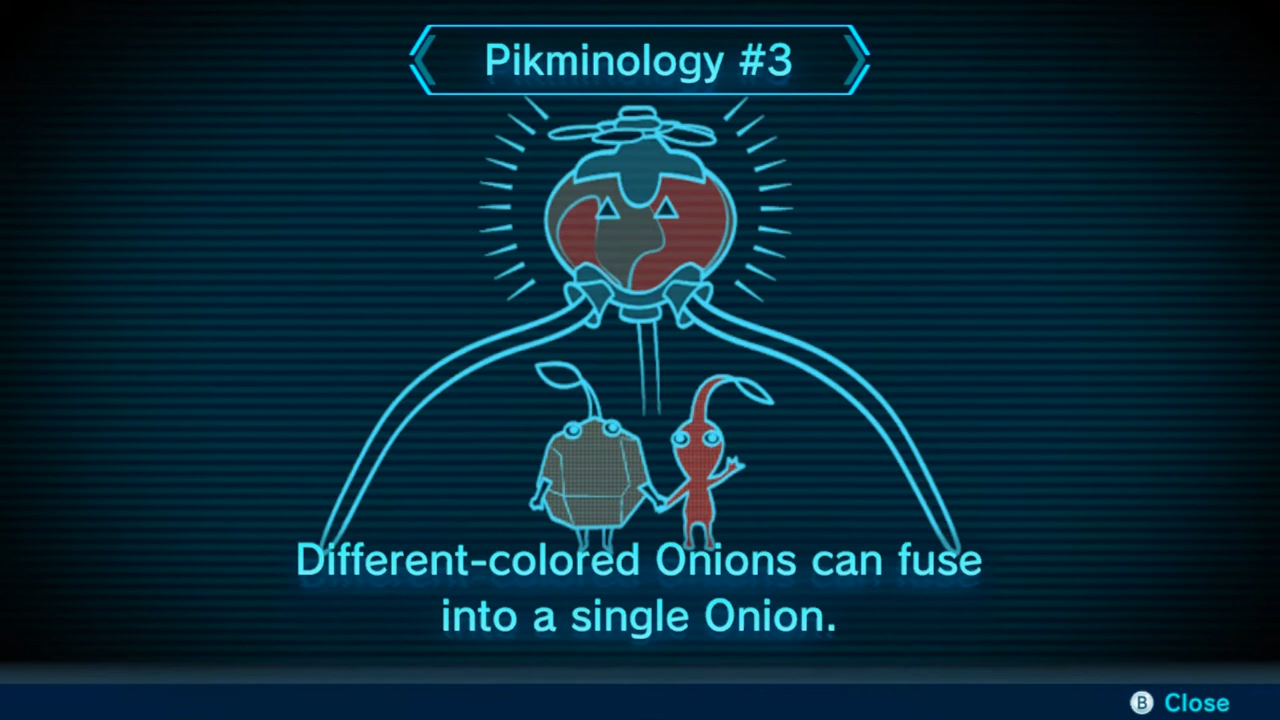 Pikminology #3
Different-colored Onions can fuse
into a single Onion.
B Close